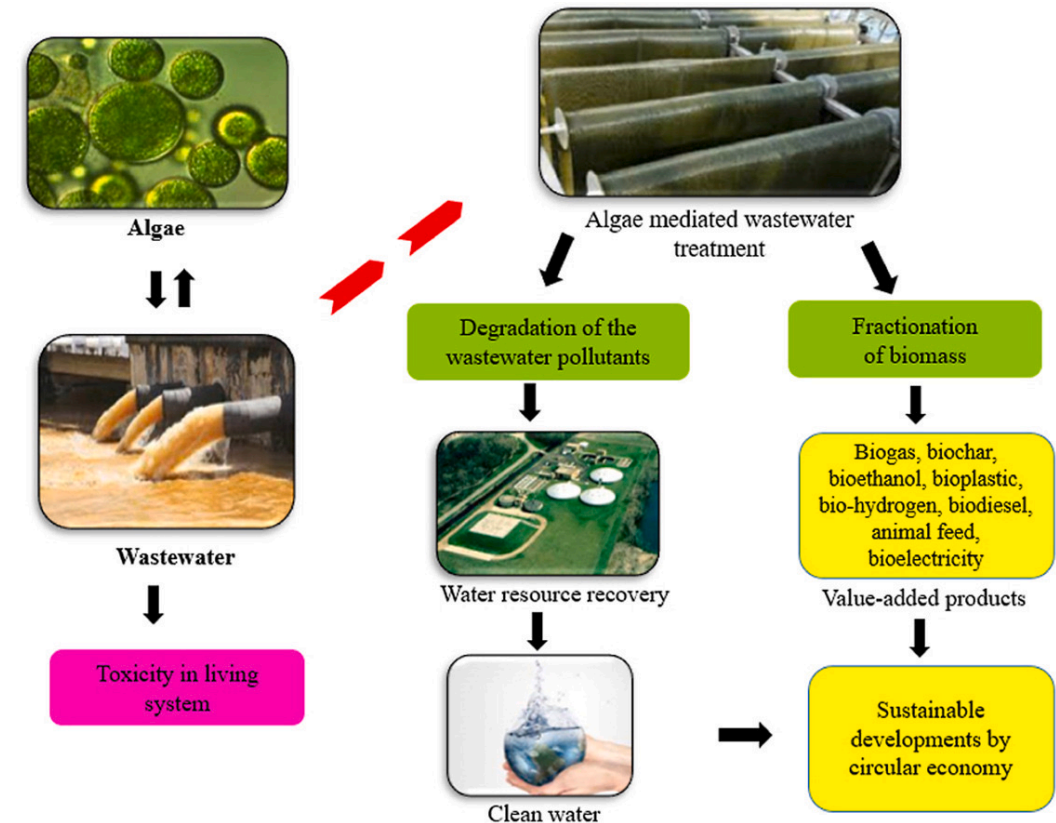 Algae
Wastewater
Toxicity in living
system
Algae mediated wastewater
treatment
Degradation of the
wastewater pollutants
Water resource recovery
Clean water
Fractionation
of biomass
Biogas, biochar,
bioethanol, bioplastic,
bio-hydrogen, biodiesel,
animal feed,
bioelectricity
Value-added products
Sustainable
developments by
circular economy